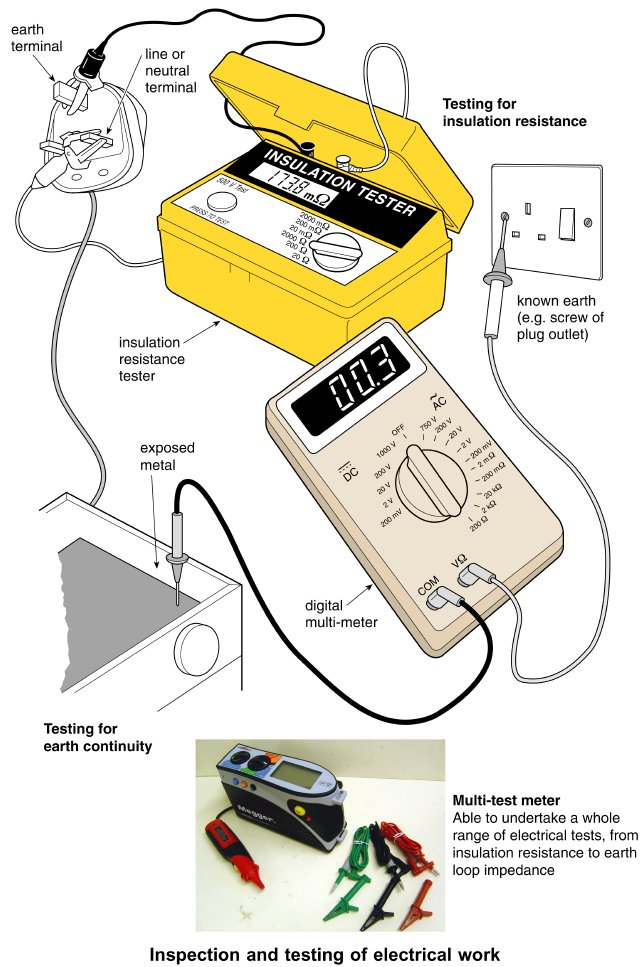 earth
terminal
line or
neutral
terminal
Testing for
insulation resistance
INSULATION TESTER
173.8 mΩ
500 V Test
PRESS TO TEST
2000 mΩ
200 mΩ
20 mΩ
2000 Ω
200 Ω
20 Ω
known earth
(e.g. screw of
plug outlet)
insulation
resistance
tester
00.3
AC
OFF
750 V
200 V
20 V
2 V
200 mV
2 mΩ
200 mΩ
20 kΩ
2 kΩ
200 Ω
DC
1000 V
200 V
20 V
2 V
200 mV
COM
VΩ
exposed
metal
digital
multi-meter
Testing for
earth continuity
Megger.
Multi-test meter
Able to undertake a whole
range of electrical tests, from
insulation resistance to earth
loop impedance
Inspection and testing of electrical work